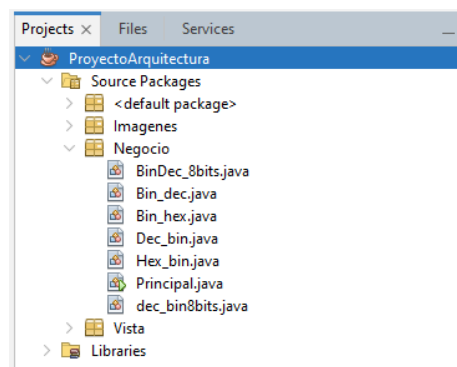 Projects × Files Services
ProyectoArquitectura
Source Packages
<default package>
Imagenes
Negocio
BinDec_8bits.java
Bin_dec.java
Bin_hex.java
Dec_bin.java
Hex_bin.java
Principal.java
dec_bin8bits.java
Vista
Libraries